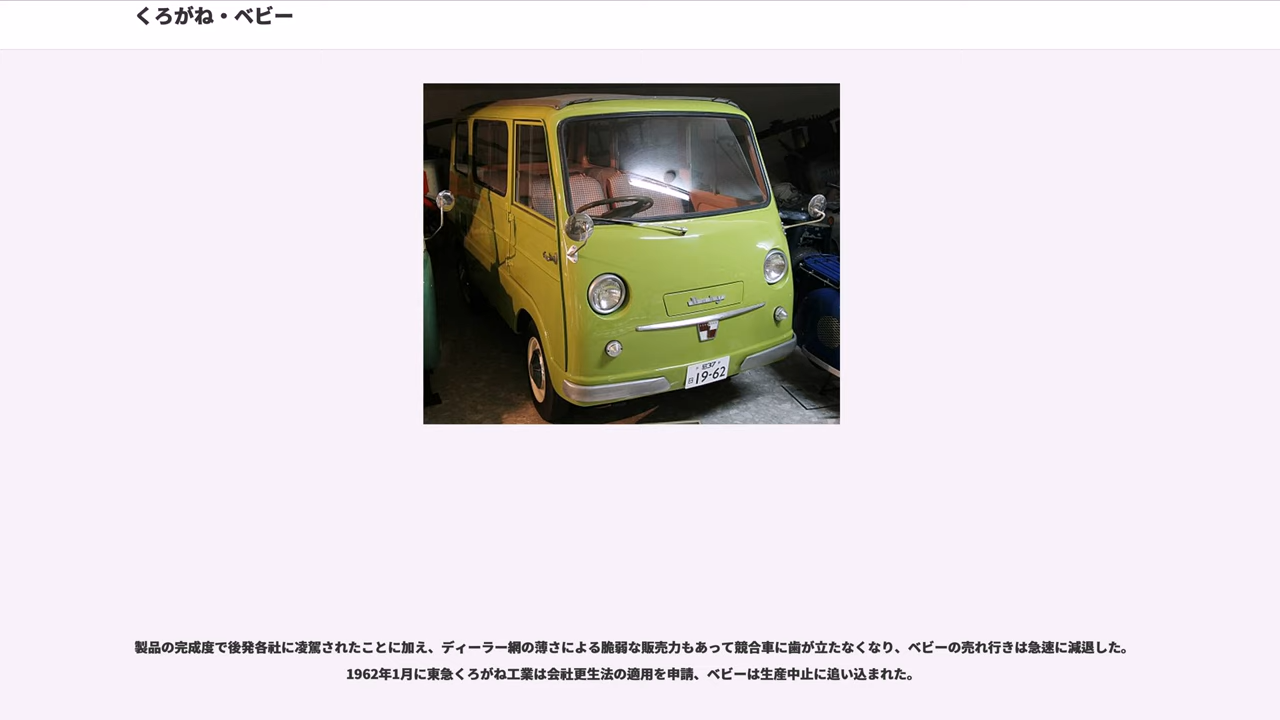 くろがね・ベビー
19-62
製品の完成度で後発各社に凌駕されたことに加え、ディーラー網の薄さによる脆弱な販売力もあって競合車に歯が立たなくなり、ベビーの売れ行きは急速に減退した。
1962年1月に東急くろがね工業は会社更生法の適用を申請、ベビーは生産中止に追い込まれた。